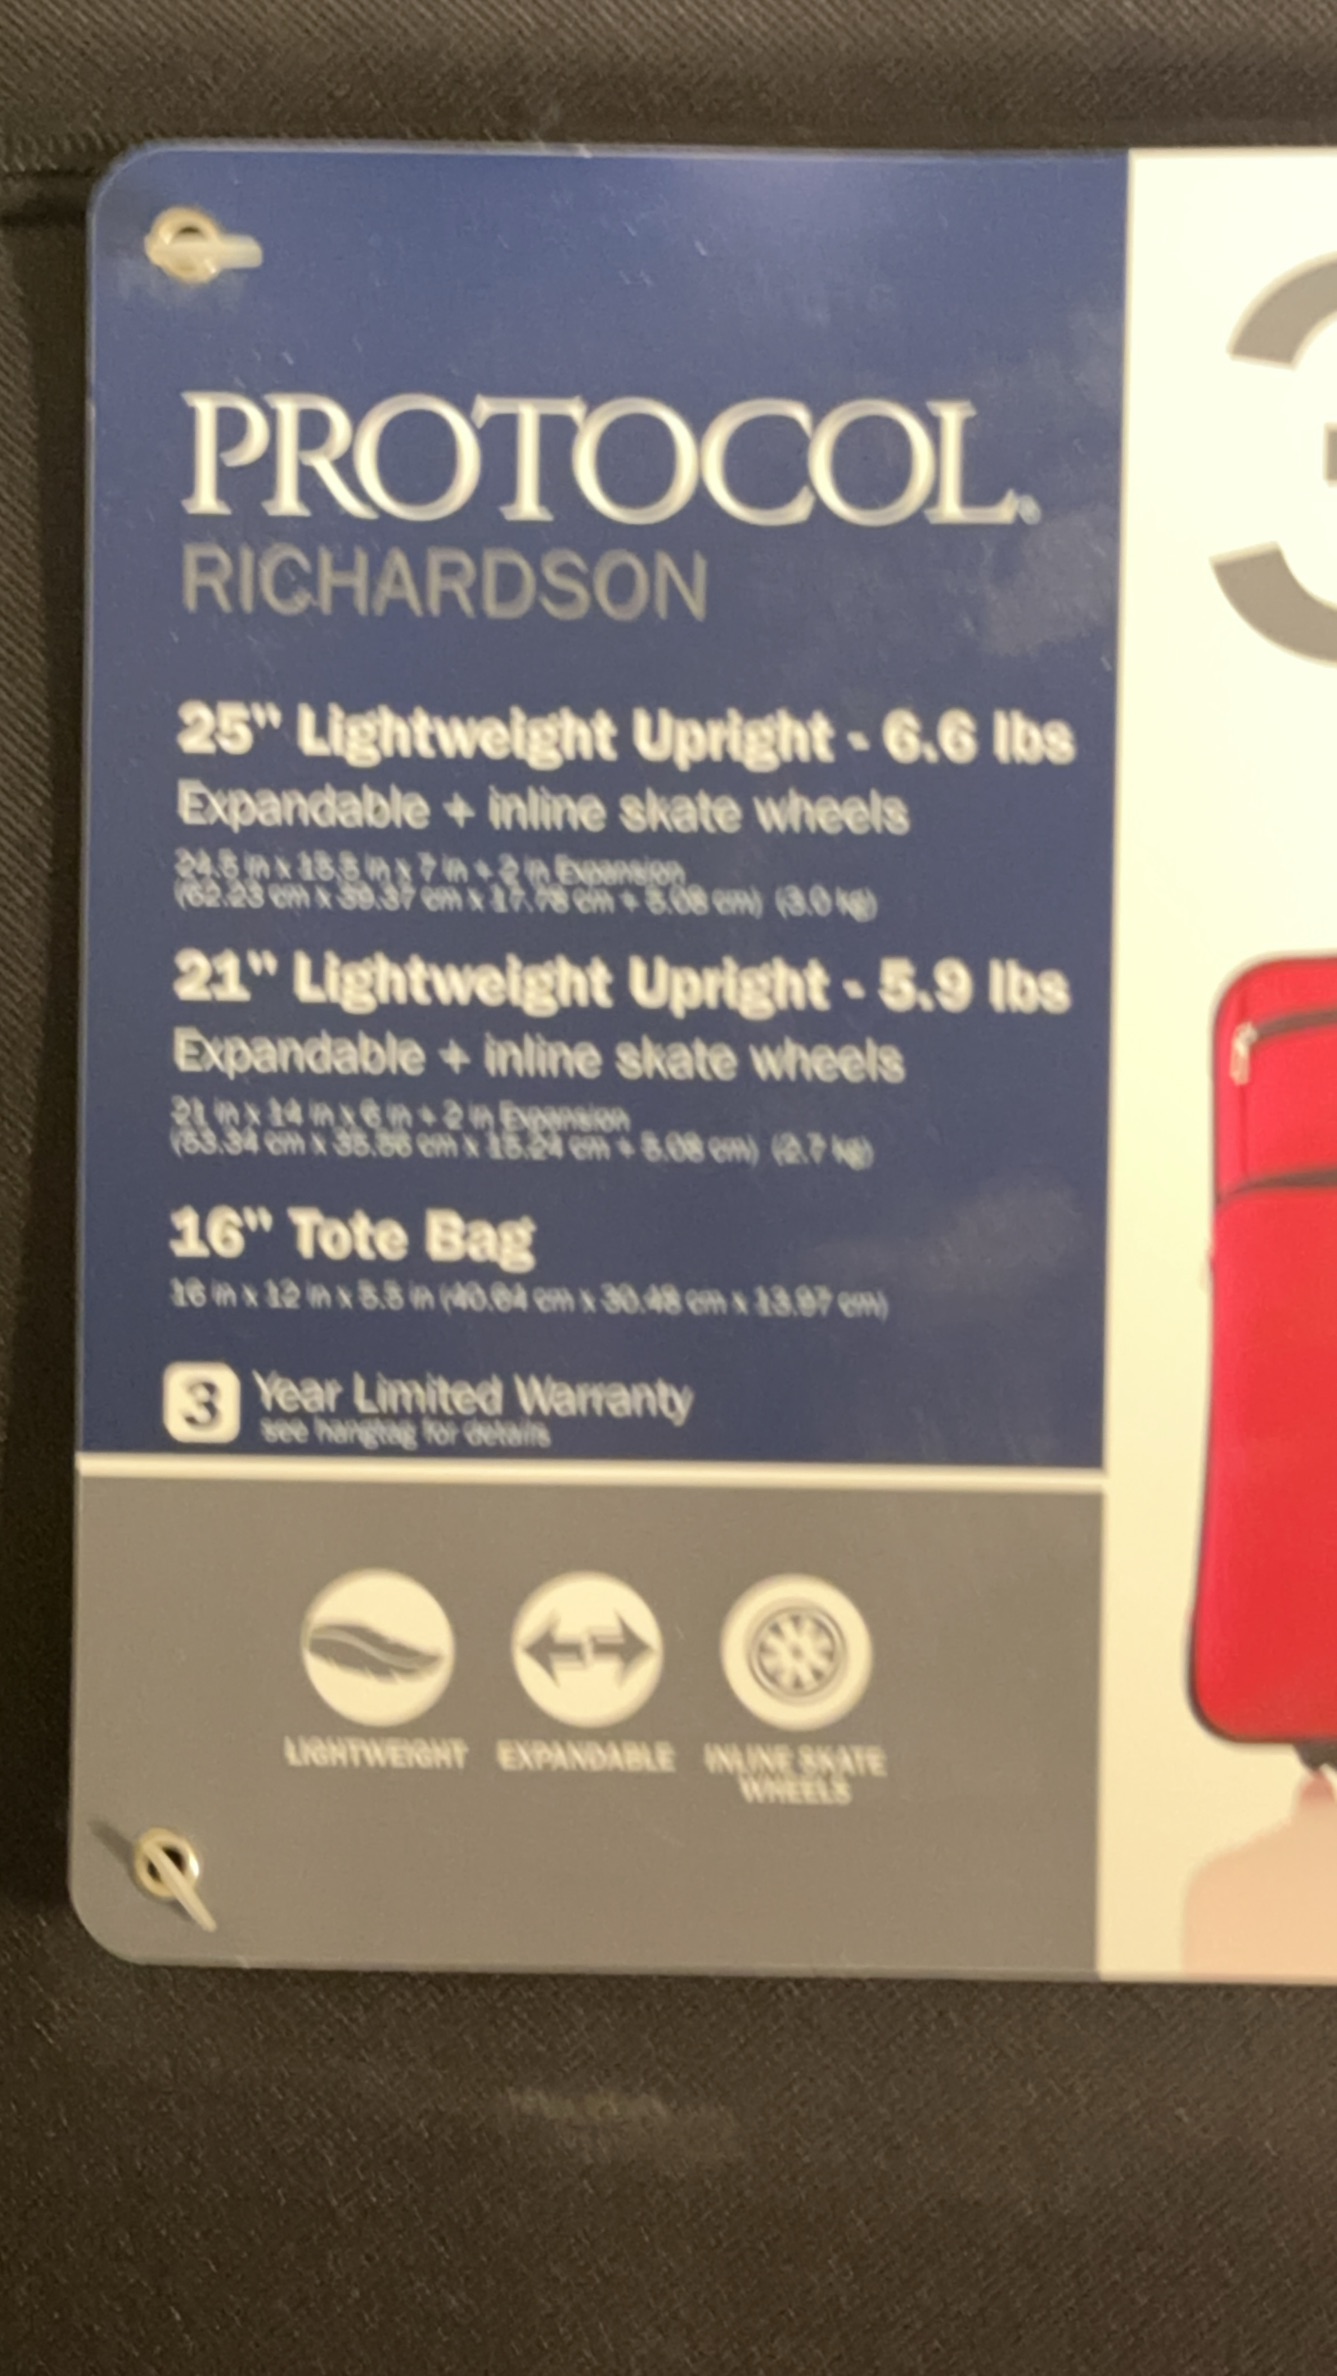 PROTOCOL®
RICHARDSON
25" Lightweight Upright - 6.6 lbs
Expandable + inline skate wheels
24.5 in x 15.5 in x 7 in + 2 in Expansion
(62.23 cm x 39.37 cm x 17.78 cm + 5.08 cm) (3.0 kg)
21" Lightweight Upright - 5.9 lbs
Expandable + inline skate wheels
21 in x 14 in x 6 in + 2 in Expansion
(53.34 cm x 35.56 cm x 15.24 cm + 5.08 cm) (2.7 kg)
16" Tote Bag
16 in x 12 in x 5.5 in (40.64 cm x 30.48 cm x 13.97 cm)
3 Year Limited Warranty
see hangtag for details
LIGHTWEIGHT EXPANDABLE INLINE SKATE
WHEELS
3